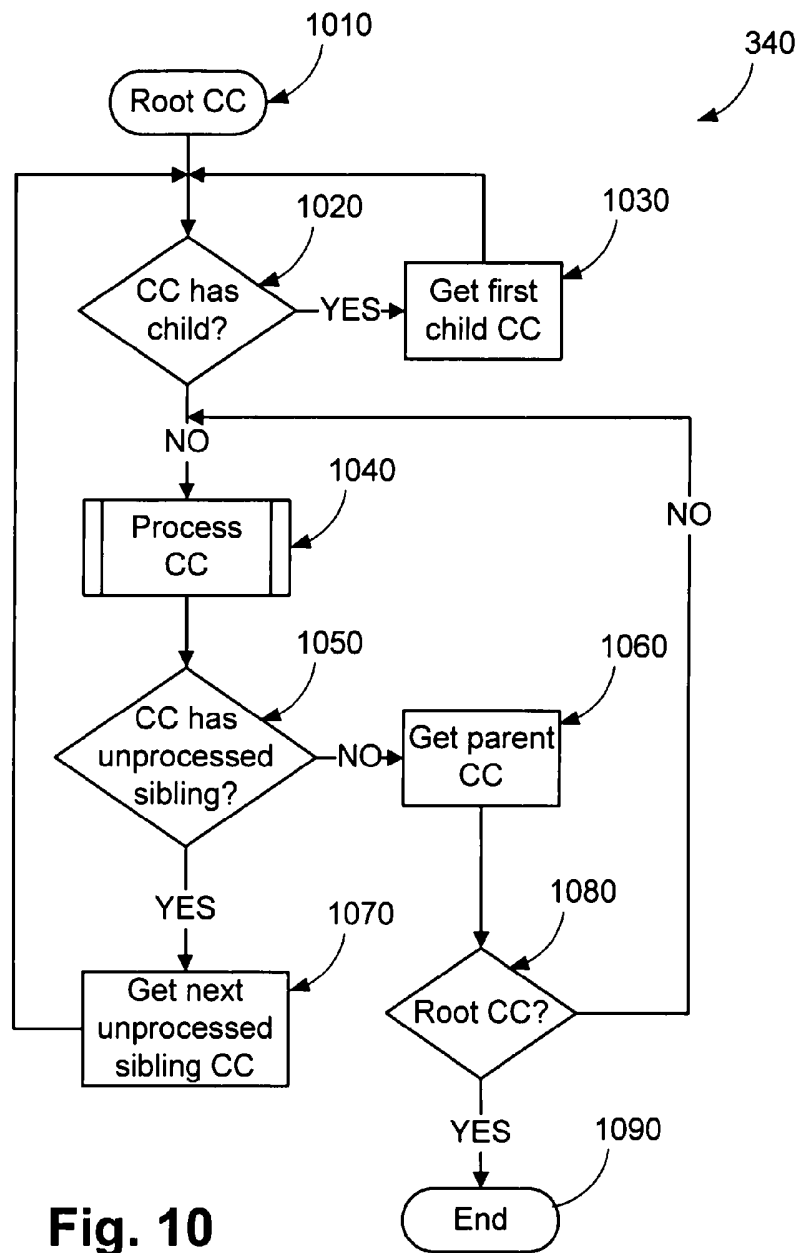 1010
340
Root CC
1020
1030
CC has
child?
YES
Get first
child CC
NO
1040
NO
Process
CC
1050
1060
CC has
unprocessed
sibling?
NO
Get parent
CC
YES
1070
1080
Get next
unprocessed
sibling CC
Root CC?
YES
1090
End
Fig. 10